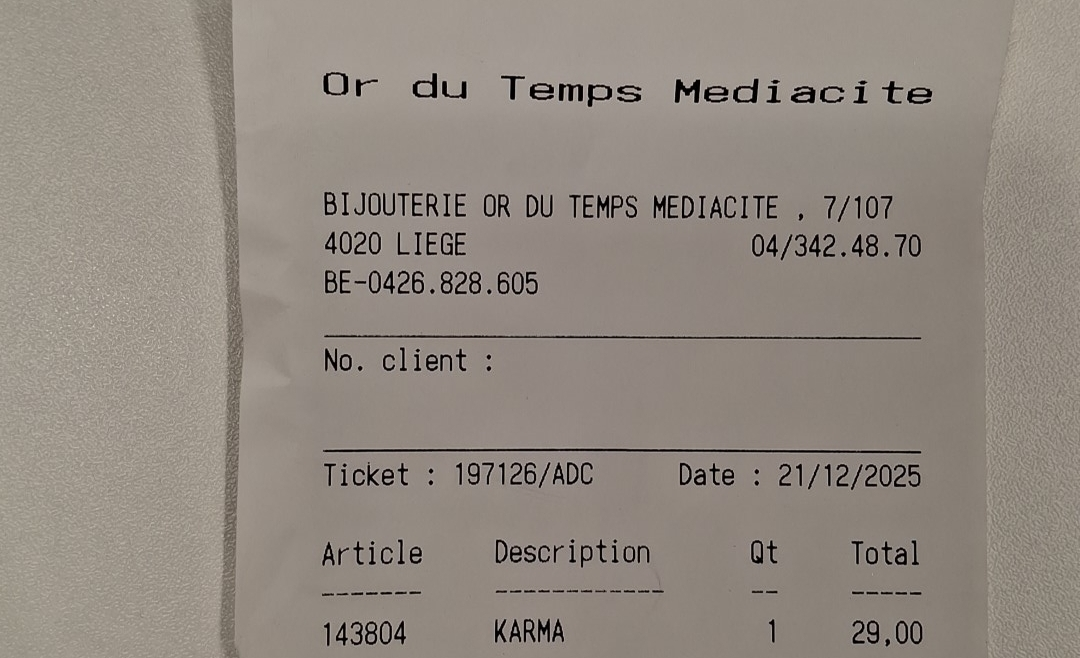 Or du Temps Mediacite
BIJOUTERIE OR DU TEMPS MEDIACITE , 7/107
4020 LIEGE 04/342.48.70
BE-0426.828.605
No. client :
Ticket : 197126/ADC Date : 21/12/2025
Article Description Qt Total
------- ------------ -- -----
143804 KARMA 1 29,00